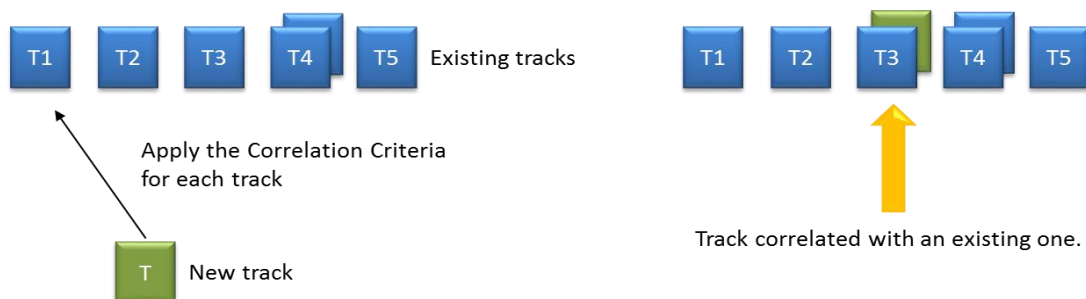 T1 T2 T3 T4 T5 Existing tracks
Apply the Correlation Criteria
for each track
T New track
T1 T2 T3 T4 T5
Track correlated with an existing one.